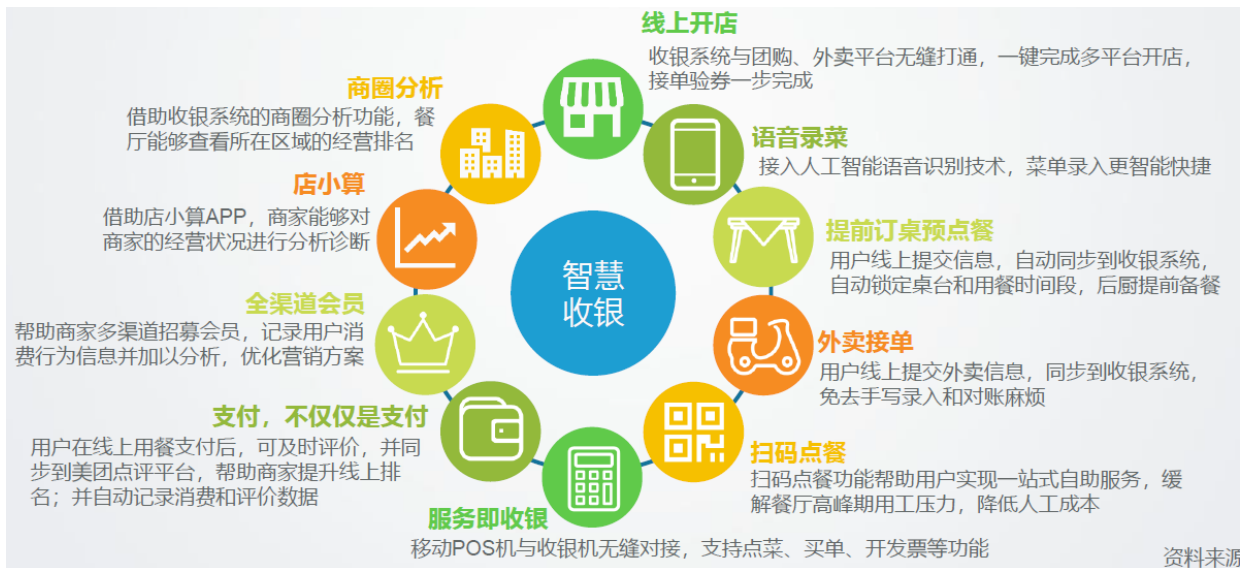 线上开店
收银系统与团购、外卖平台无缝打通，一键完成多平台开店，
接单验券一步完成
语音录菜
接入人工智能语音识别技术，菜单录入更智能快捷
提前订桌预点餐
用户线上提交信息，自动同步到收银系统，
自动锁定桌台和用餐时间段，后厨提前备餐
外卖接单
用户线上提交外卖信息，同步到收银系统，
免去手写录入和对账麻烦
扫码点餐
扫码点餐功能帮助用户实现一站式自助服务，缓
解餐厅高峰期用工压力，降低人工成本
服务即收银
移动POS机与收银机无缝对接，支持点菜、买单、开发票等功能
支付，不仅仅是支付
用户在线上用餐支付后，可及时评价，并同
步到美团点评平台，帮助商家提升线上排
名；并自动记录消费和评价数据
全渠道会员
帮助商家多渠道招募会员，记录用户消
费行为信息并加以分析，优化营销方案
店小算
借助店小算APP，商家能够对
商家的经营状况进行分析诊断
商圈分析
借助收银系统的商圈分析功能，餐
厅能够查看所在区域的经营排名
智慧
收银
资料来源